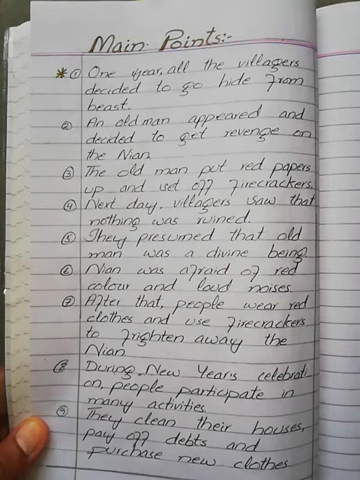 Main Points:-
* ① One year, all the villagers
decided to go hide from
beast.
② An old man appeared and
decided to get revenge on
the Nian
③ The old man put red papers
up and set off firecrackers.
④ Next day, villagers saw that
nothing was ruined.
⑤ They presumed that old
man was a divine being
⑥ Nian was afraid of red
colour and loud noises
⑦ After that, people wear red
clothes and use firecrackers
to frighten away the
Nian
⑧ During New Years celebrati
on, people participate in
many activities
⑨ They clean their houses,
pay off debts and
purchase new clothes